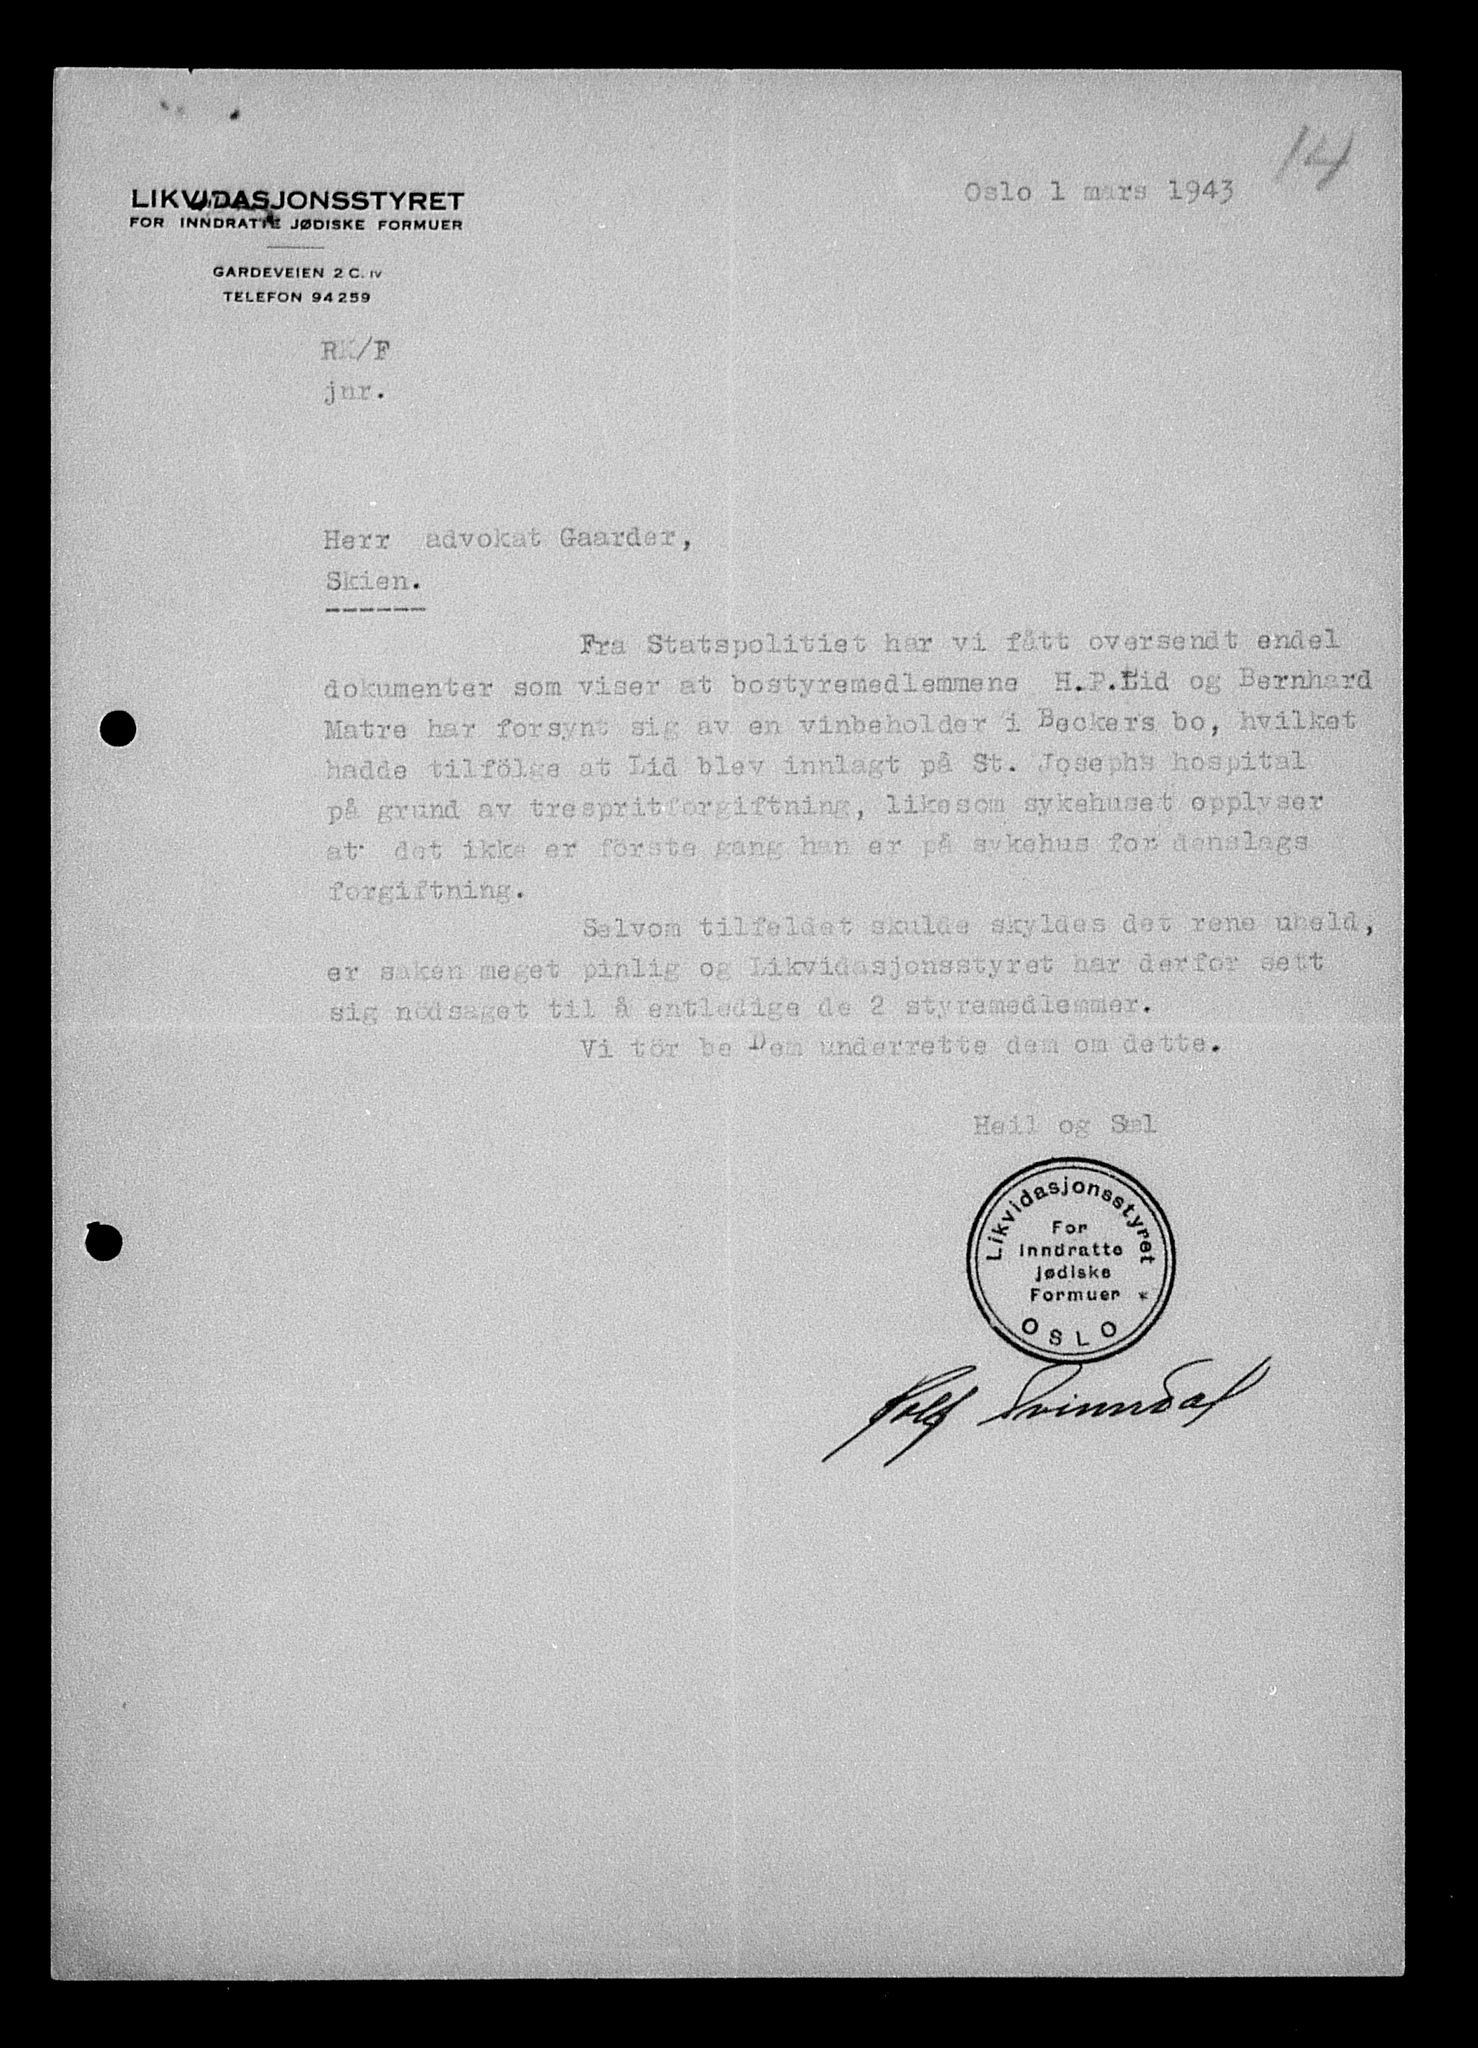 14
Oslo 1 mars 1943
LIKVIDASJONSSTYRET
FOR INNDRATTE JØDISKE FORMUER
GARDEVEIEN 2 C. IV
TELEFON 94259
RK/F
jnr.
Herr advokat Gaarder,
Skien.
Fra Statspolitiet har vi fått oversendt endel
dokumenter som viser at bostyremedlemmene H.P.Lid og Bernhard
Matre har forsynt sig av en vinbeholder i Beckers bo, hvilket
hadde tilfölge at Lid blev innlagt på St. Josephs hospital
på grund av trespritforgiftning, likesom sykehuset opplyser
at det ikke er förste gang han er på sykehus for denslags
forgiftning.
Selvom tilfeldet skulde skyldes det rene uheld,
er saken meget pinlig og Likvidasjonsstyret har derfor sett
sig nödsaget til å entledige de 2 styremedlemmer.
Vi tör be Dem underrette dem om dette.
Heil og Sæl
Likvidasjonsstyret
For
Inndratte
Jødiske
Formuer *
OSLO
Rolf Svinndal